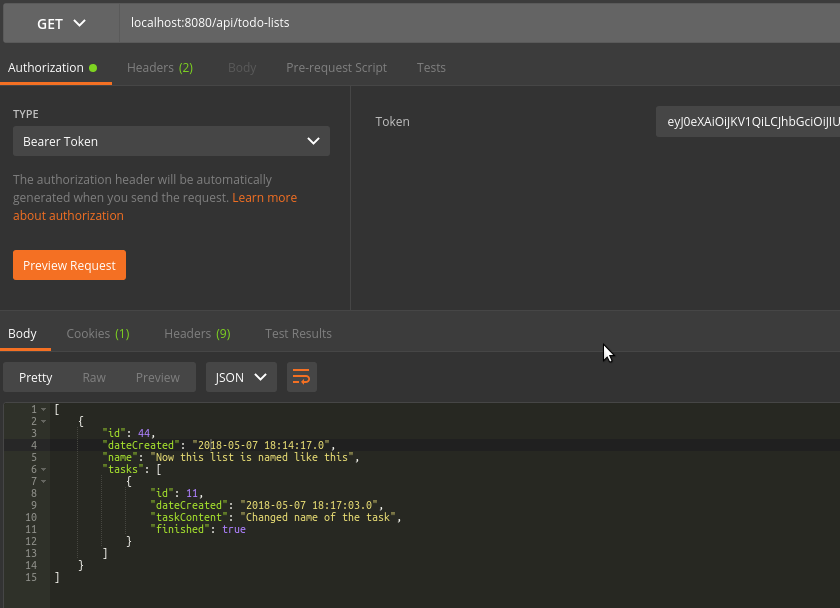 GET localhost:8080/api/todo-lists
Authorization Headers (2) Body Pre-request Script Tests
TYPE
Bearer Token
Token eyJ0eXAiOiJKV1QiLCJhbGciOiJIU
The authorization header will be automatically
generated when you send the request. Learn more
about authorization
Preview Request
Body Cookies (1) Headers (9) Test Results
Pretty Raw Preview JSON
1 [
2 {
3 "id": 44,
4 "dateCreated": "2018-05-07 18:14:17.0",
5 "name": "Now this list is named like this",
6 "tasks": [
7 {
8 "id": 11,
9 "dateCreated": "2018-05-07 18:17:03.0",
10 "taskContent": "Changed name of the task",
11 "finished": true
12 }
13 ]
14 }
15 ]